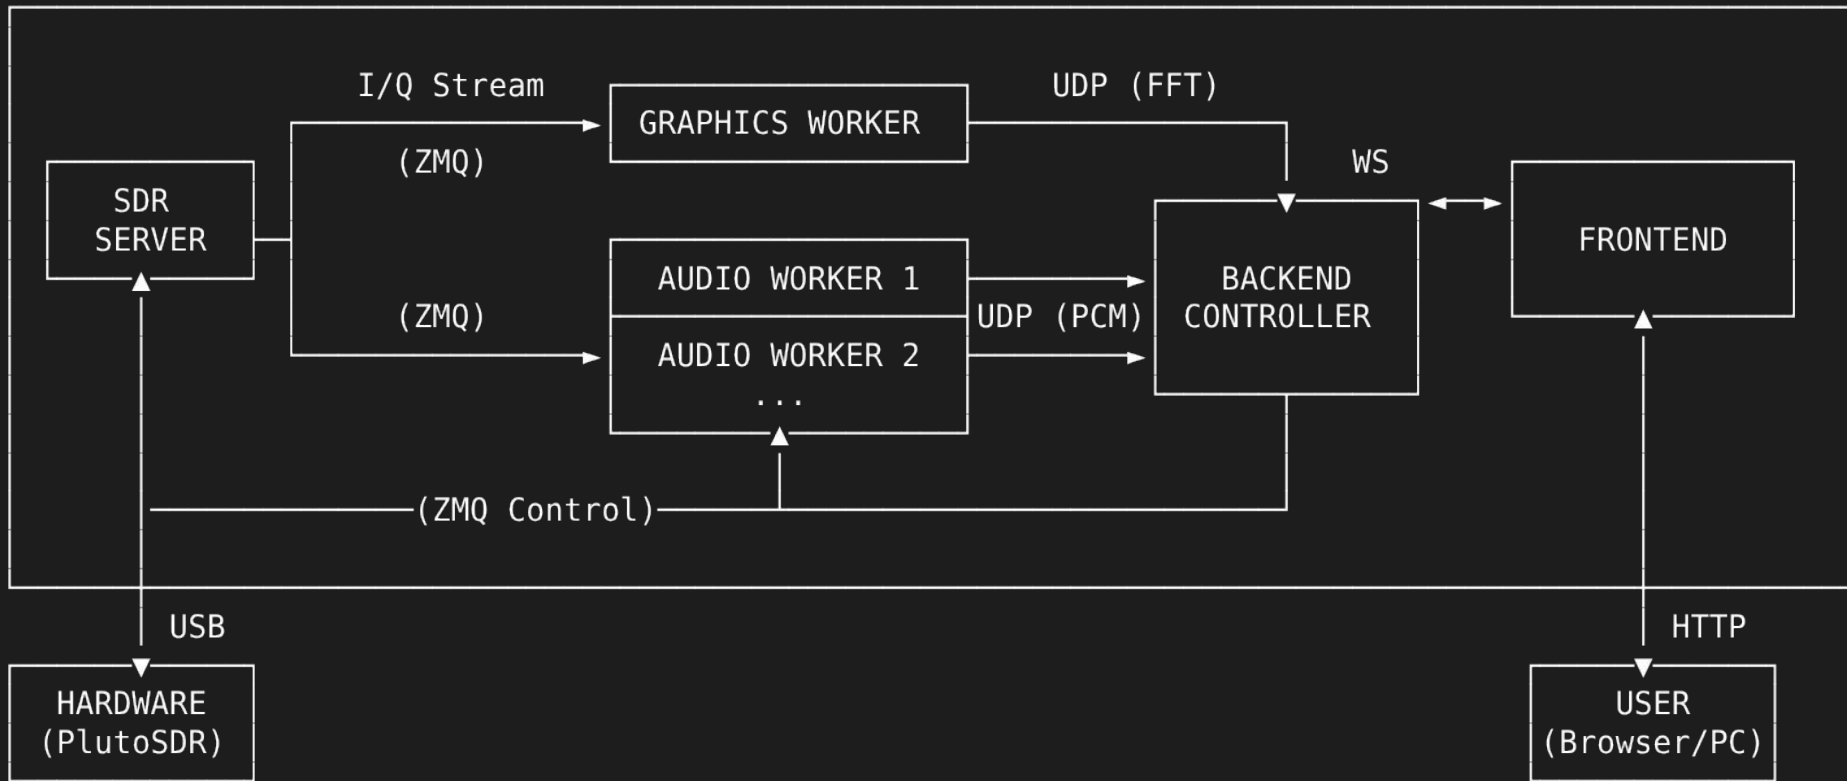 I/Q Stream
(ZMQ)
GRAPHICS WORKER
UDP (FFT)
WS
SDR
SERVER
AUDIO WORKER 1
(ZMQ)
UDP (PCM)
AUDIO WORKER 2
...
BACKEND
CONTROLLER
FRONTEND
(ZMQ Control)
USB
HTTP
HARDWARE
(PlutoSDR)
USER
(Browser/PC)